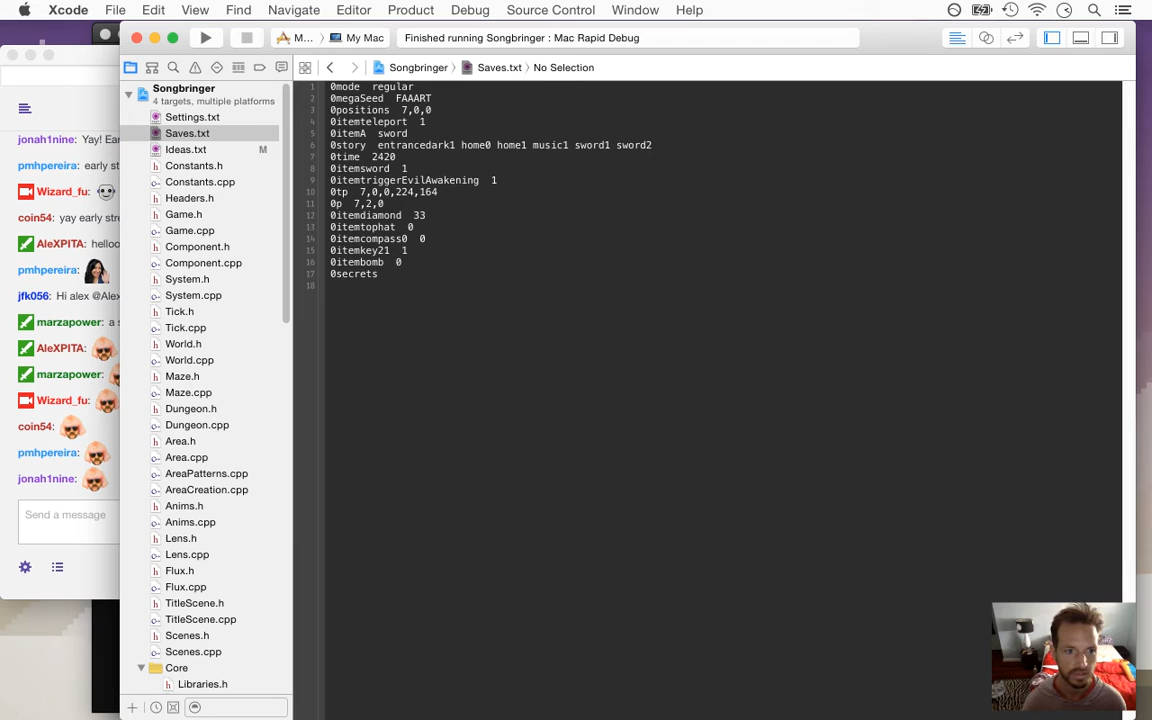 Xcode File Edit View Find Navigate Editor Product Debug Source Control Window Help
M... My Mac Finished running Songbringer : Mac Rapid Debug
Songbringer Saves.txt No Selection
jonah1nine: Yay!
pmhpereira: early
Wizard_fu:
coin54: yay early
AleXPITA:
pmhpereira:
jfk056: Hi alex
marzapower: a
AleXPITA:
marzapower:
Wizard_fu:
coin54:
pmhpereira:
jonah1nine:
Send a message
Songbringer
4 targets, multiple platforms
Settings.txt
Saves.txt
Ideas.txt M
Constants.h
Constants.cpp
Headers.h
Game.h
Game.cpp
Component.h
Component.cpp
System.h
System.cpp
Tick.h
Tick.cpp
World.h
World.cpp
Maze.h
Maze.cpp
Dungeon.h
Dungeon.cpp
Area.h
Area.cpp
AreaPatterns.cpp
AreaCreation.cpp
Anims.h
Anims.cpp
Lens.h
Lens.cpp
Flux.h
Flux.cpp
TitleScene.h
TitleScene.cpp
Scenes.h
Scenes.cpp
Core
Libraries.h
1 0mode regular
2 0megaSeed FAAART
3 0positions 7,0,0
4 0itemteleport 1
5 0itemA sword
6 0story entrancedark1 home0 home1 music1 sword1 sword2
7 0time 2420
8 0itemsword 1
9 0itemtriggerEvilAwakening 1
10 0tp 7,0,0,224,164
11 0p 7,2,0
12 0itemdiamond 33
13 0itemtophat 0
14 0itemcompass0 0
15 0itemkey21 1
16 0itembomb 0
17 0secrets
18